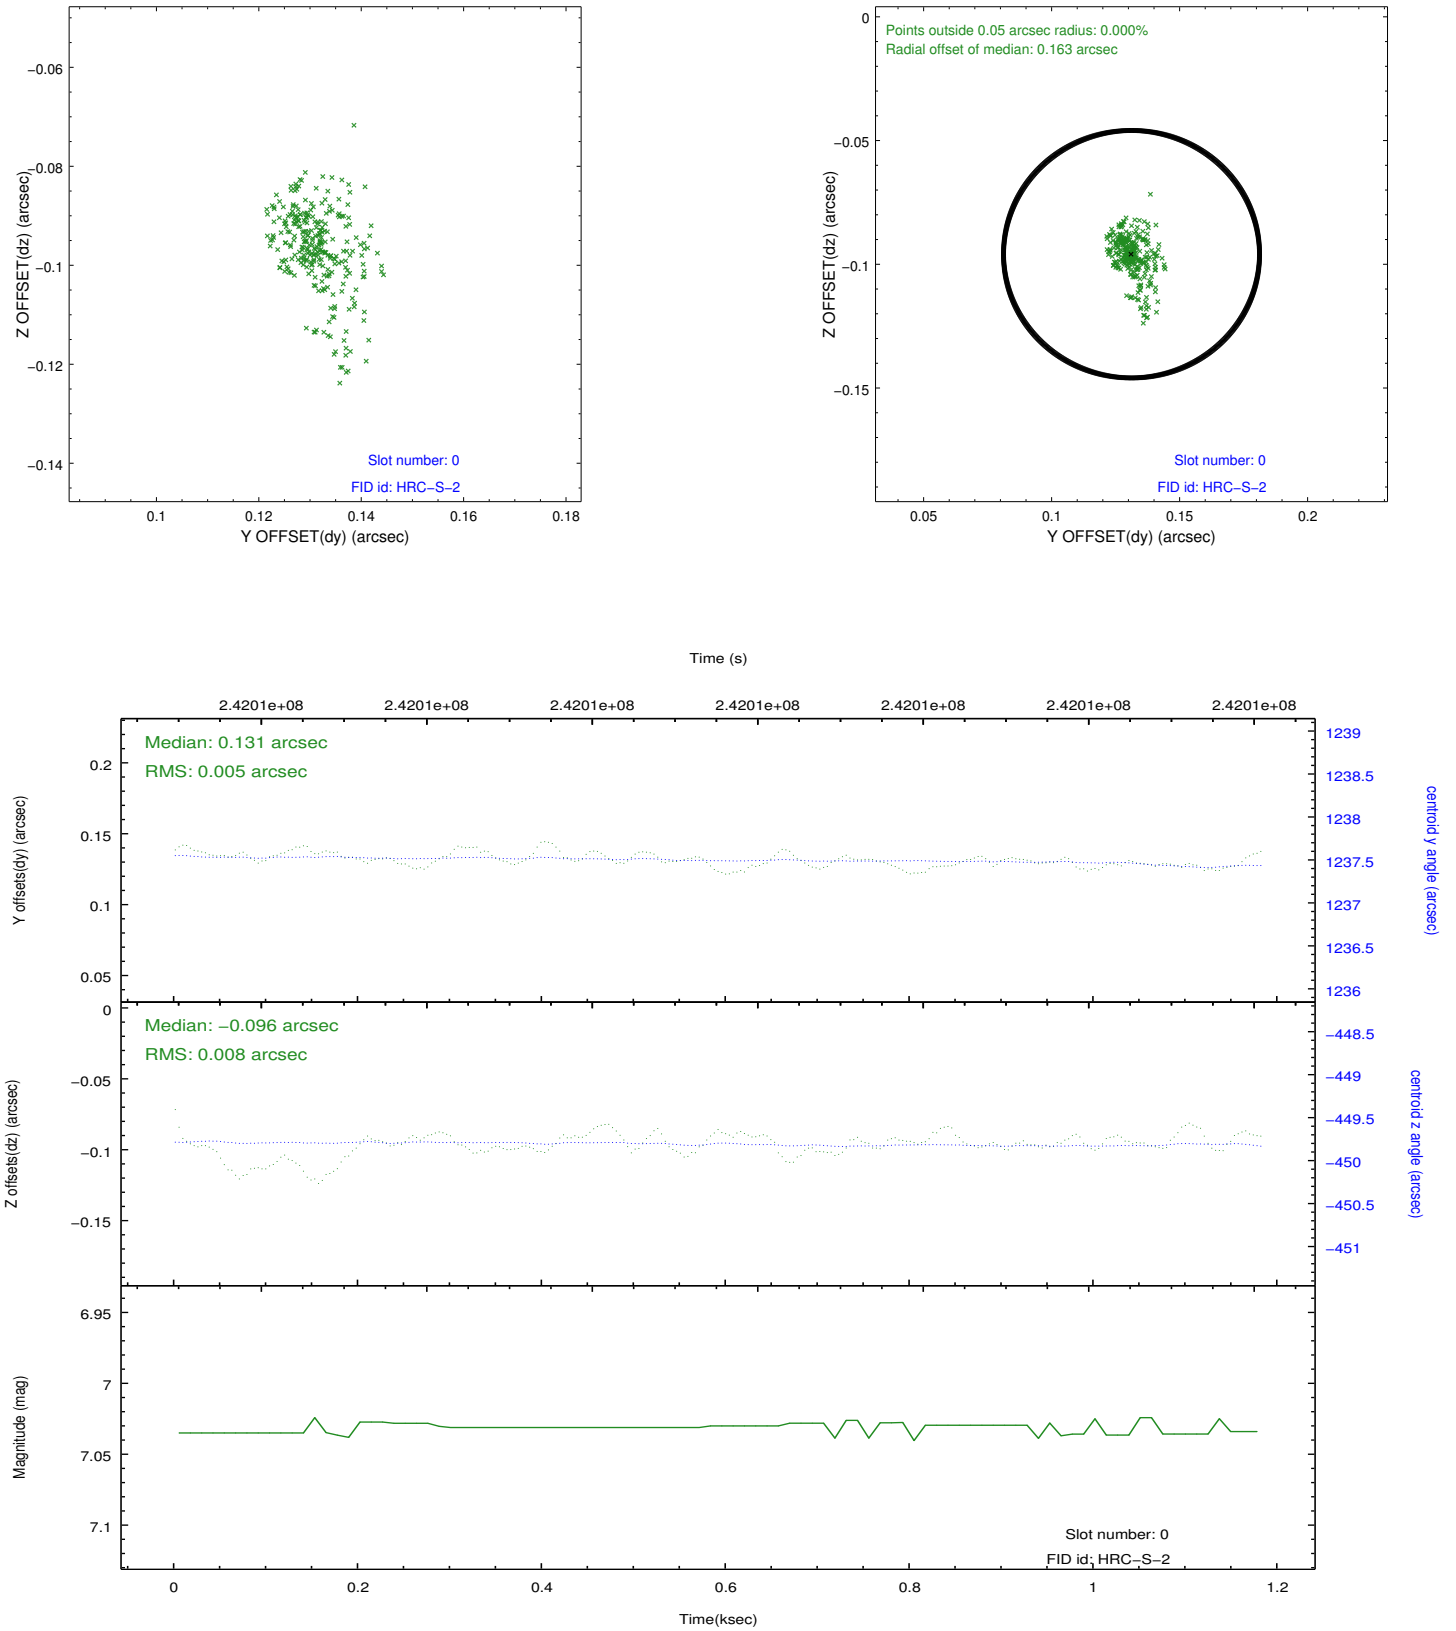 −0.06
−0.08
−0.1
−0.12
−0.14
Z OFFSET(dz) (arcsec)
0.1
0.12
0.14
0.16
0.18
Y OFFSET(dy) (arcsec)
Slot number: 0
FID id: HRC−S−2
Points outside 0.05 arcsec radius: 0.000%
Radial offset of median: 0.163 arcsec
0
−0.05
−0.1
−0.15
Z OFFSET(dz) (arcsec)
0.05
0.1
0.15
0.2
Y OFFSET(dy) (arcsec)
Slot number: 0
FID id: HRC−S−2
Time (s)
2.4201e+08
2.4201e+08
2.4201e+08
2.4201e+08
2.4201e+08
2.4201e+08
2.4201e+08
Median: 0.131 arcsec
RMS: 0.005 arcsec
0.2
0.15
0.1
0.05
Y offsets(dy) (arcsec)
1239
1238.5
1238
1237.5
1237
1236.5
1236
centroid y angle (arcsec)
Median: −0.096 arcsec
RMS: 0.008 arcsec
0
−0.05
−0.1
−0.15
Z offsets(dz) (arcsec)
−448.5
−449
−449.5
−450
−450.5
−451
centroid z angle (arcsec)
6.95
7
7.05
7.1
Magnitude (mag)
Slot number: 0
FID id: HRC−S−2
0
0.2
0.4
0.6
0.8
1
1.2
Time(ksec)